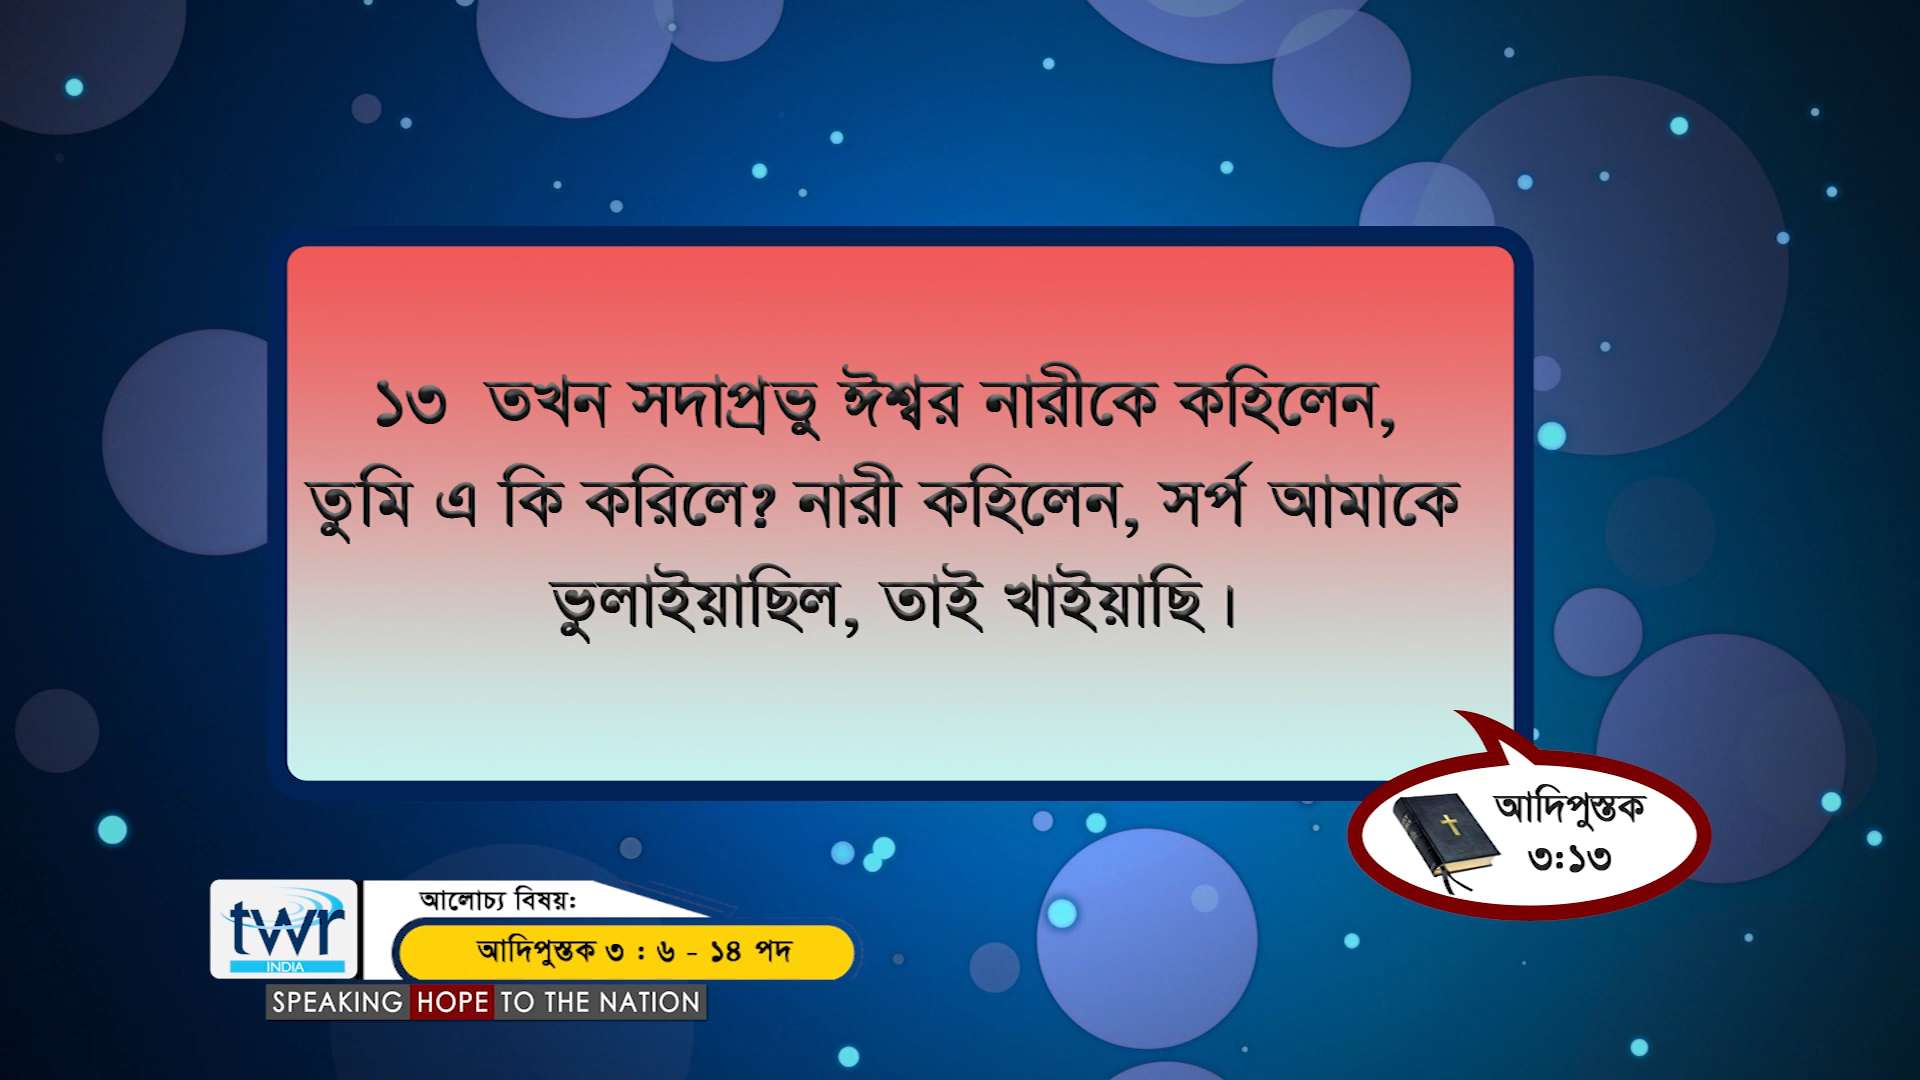 ১৩ তখন সদাপ্রভু ঈশ্বর নারীকে কহিলেন,
তুমি এ কি করিলে? নারী কহিলেন, সর্প আমাকে
ভুলাইয়াছিল, তাই খাইয়াছি।
আদিপুস্তক
৩:১৩
আলোচ্য বিষয়:
আদিপুস্তক ৩ : ৬ - ১৪ পদ
twr
INDIA
SPEAKING HOPE TO THE NATION